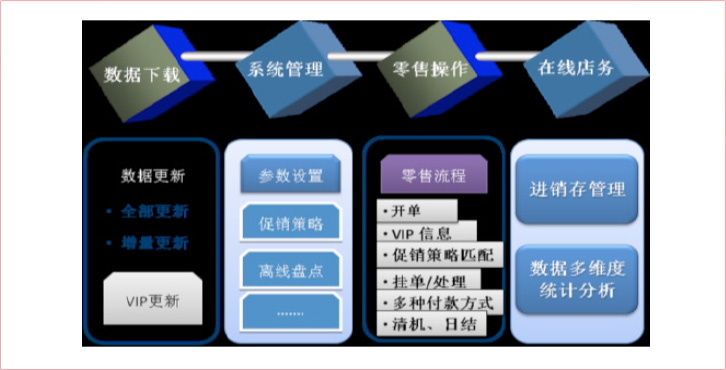 数据下载
系统管理
零售操作
在线店务
数据更新
• 全部更新
• 增量更新
VIP更新
参数设置
促销策略
离线盘点
.......
零售流程
• 开单
• VIP 信息
• 促销策略匹配
• 挂单/处理
• 多种付款方式
• 清机、日结
进销存管理
数据多维度
统计分析